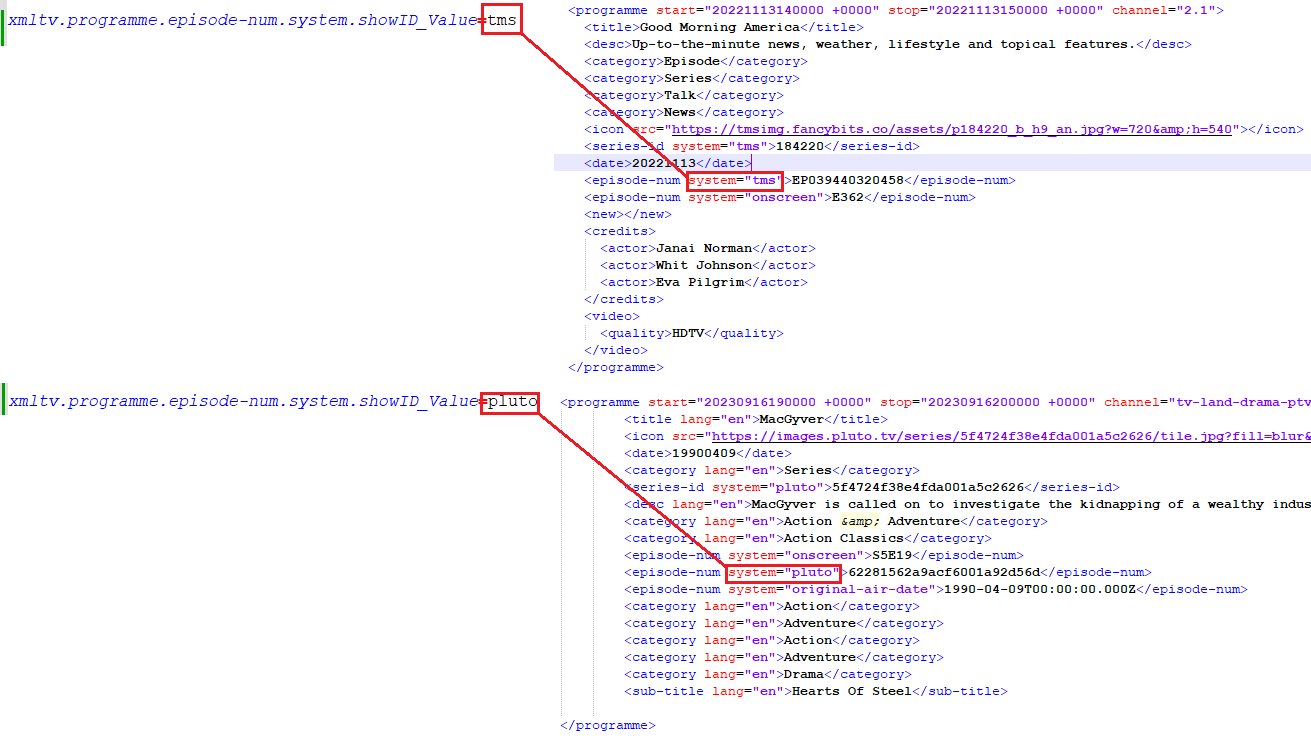 xmltv.programme.episode-num.system.showID_Value=tms
<programme start="20221113140000 +0000" stop="20221113150000 +0000" channel="2.1">
<title>Good Morning America</title>
<desc>Up-to-the-minute news, weather, lifestyle and topical features.</desc>
<category>Episode</category>
<category>Series</category>
<category>Talk</category>
<category>News</category>
<icon src="https://tmsimg.fancybits.co/assets/p184220_b_h9_an.jpg?w=720&amp;h=540"></icon>
<series-id system="tms">184220</series-id>
<date>20221113</date>
<episode-num system="tms">EP039440320458</episode-num>
<episode-num system="onscreen">E362</episode-num>
<new></new>
<credits>
<actor>Janai Norman</actor>
<actor>Whit Johnson</actor>
<actor>Eva Pilgrim</actor>
</credits>
<video>
<quality>HDTV</quality>
</video>
</programme>
xmltv.programme.episode-num.system.showID_Value=pluto
<programme start="20230916190000 +0000" stop="20230916200000 +0000" channel="tv-land-drama-ptv
<title lang="en">MacGyver</title>
<icon src="https://images.pluto.tv/series/5f4724f38e4fda001a5c2626/tile.jpg?fill=blur&
<date>19900409</date>
<category lang="en">Series</category>
<series-id system="pluto">5f4724f38e4fda001a5c2626</series-id>
<desc lang="en">MacGyver is called on to investigate the kidnapping of a wealthy indus
<category lang="en">Action &amp; Adventure</category>
<category lang="en">Action Classics</category>
<episode-num system="onscreen">S5E19</episode-num>
<episode-num system="pluto">62281562a9acf6001a92d56d</episode-num>
<episode-num system="original-air-date">1990-04-09T00:00:00.000Z</episode-num>
<category lang="en">Action</category>
<category lang="en">Adventure</category>
<category lang="en">Action</category>
<category lang="en">Adventure</category>
<category lang="en">Drama</category>
<sub-title lang="en">Hearts Of Steel</sub-title>
</programme>